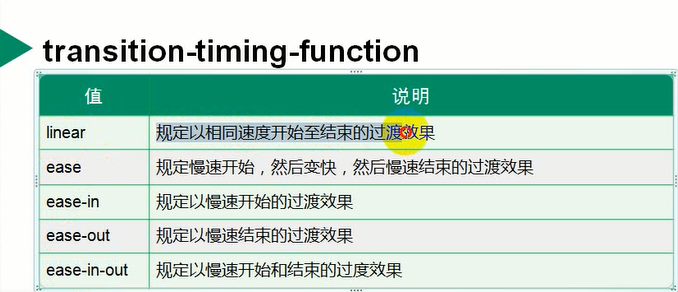 transition-timing-function
值 说明
linear 规定以相同速度开始至结束的过渡效果
ease 规定慢速开始，然后变快，然后慢速结束的过渡效果
ease-in 规定以慢速开始的过渡效果
ease-out 规定以慢速结束的过渡效果
ease-in-out 规定以慢速开始和结束的过度效果